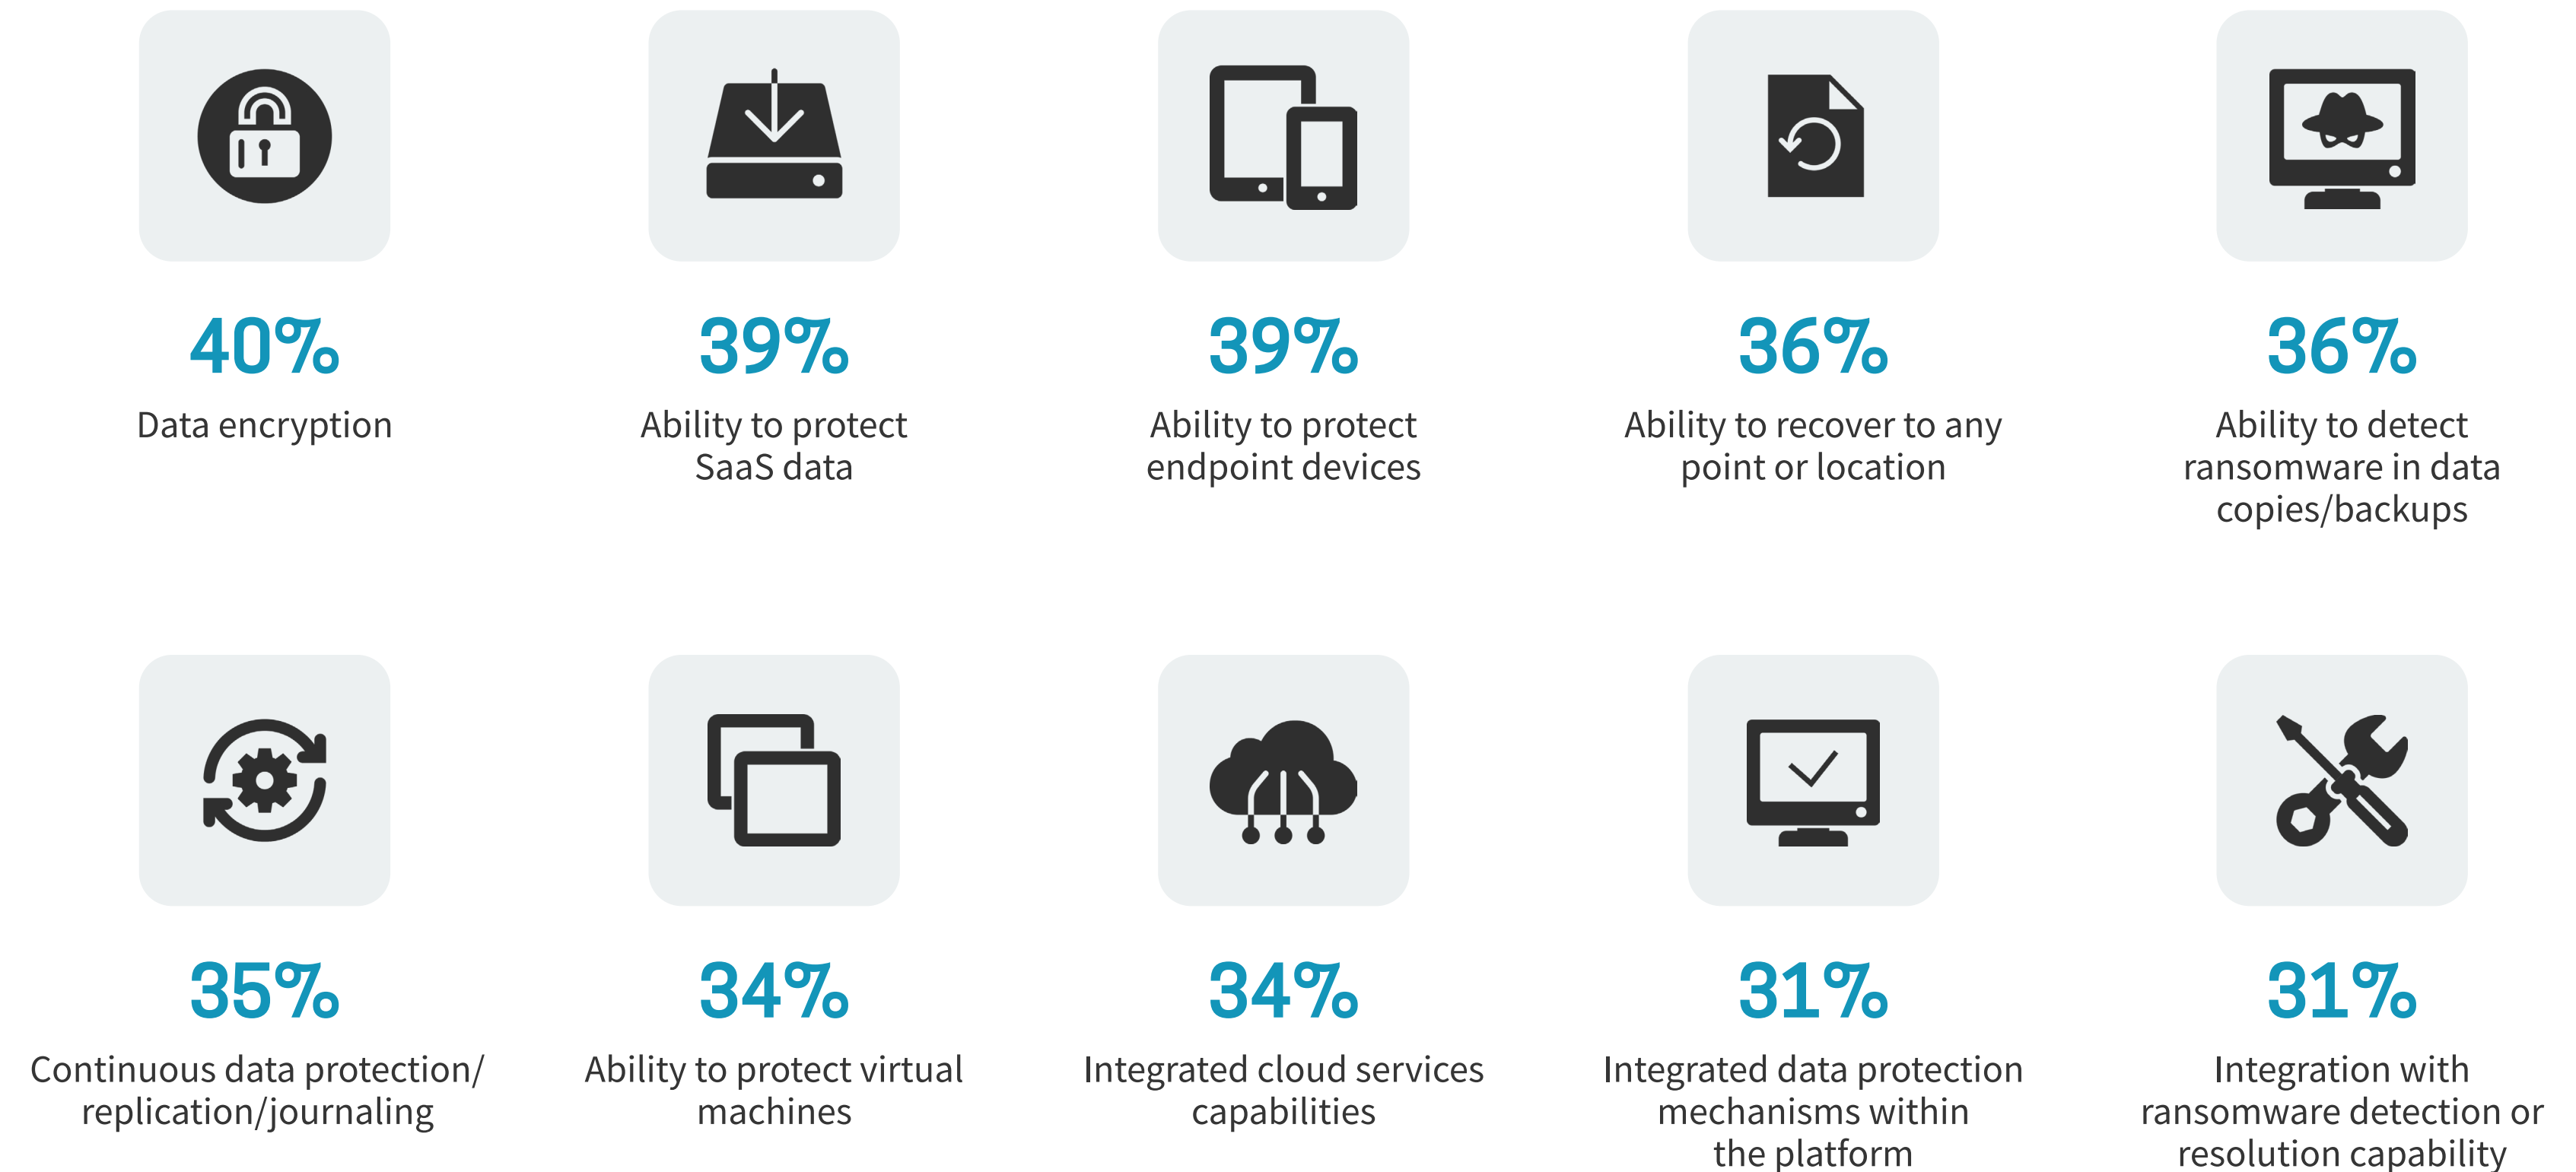 40%
Data encryption
39%
Ability to protect
SaaS data
39%
Ability to protect
endpoint devices
36%
Ability to recover to any
point or location
36%
Ability to detect
ransomware in data
copies/backups
35%
Continuous data protection/
replication/journaling
34%
Ability to protect virtual
machines
34%
Integrated cloud services
capabilities
31%
Integrated data protection
mechanisms within
the platform
31%
Integration with
ransomware detection or
resolution capability